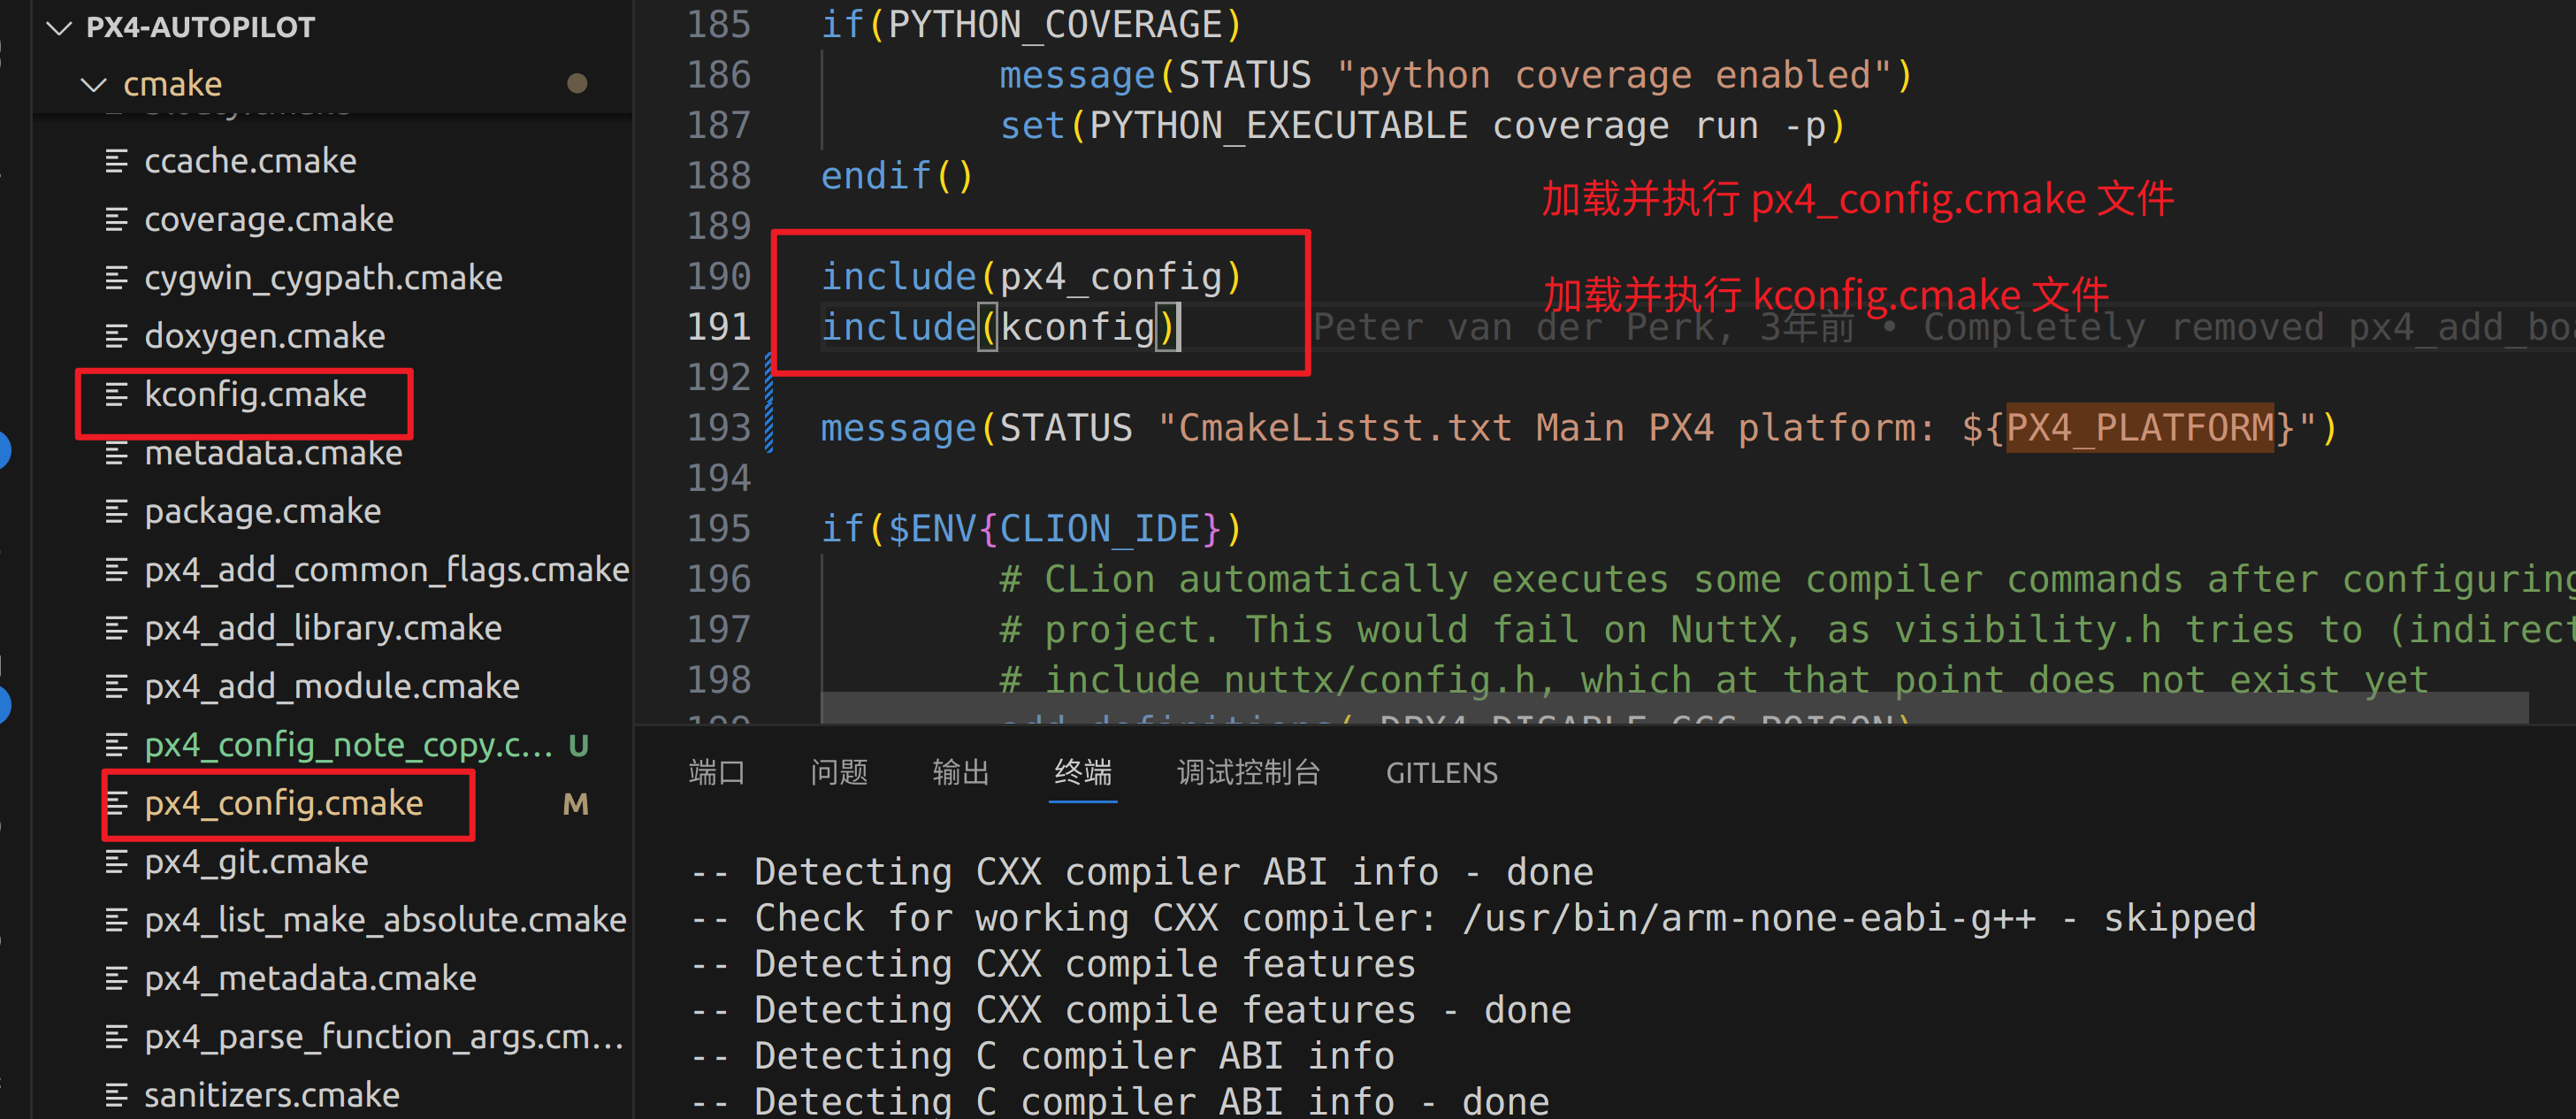 PX4-AUTOPILOT
cmake
ccache.cmake
coverage.cmake
cygwin_cygpath.cmake
doxygen.cmake
kconfig.cmake
metadata.cmake
package.cmake
px4_add_common_flags.cmake
px4_add_library.cmake
px4_add_module.cmake
px4_config_note_copy.c... U
px4_config.cmake M
px4_git.cmake
px4_list_make_absolute.cmake
px4_metadata.cmake
px4_parse_function_args.cm...
sanitizers.cmake
185 if(PYTHON_COVERAGE)
186 message(STATUS "python coverage enabled")
187 set(PYTHON_EXECUTABLE coverage run -p)
188 endif()
189
加载并执行 px4_config.cmake 文件
190 include(px4_config)
加载并执行 kconfig.cmake 文件
191 include(kconfig) Peter van der Perk, 3年前 • Completely removed px4_add_bo
192
193 message(STATUS "CmakeListst.txt Main PX4 platform: ${PX4_PLATFORM}")
194
195 if($ENV{CLION_IDE})
196 # CLion automatically executes some compiler commands after configuring
197 # project. This would fail on NuttX, as visibility.h tries to (indirect
198 # include nuttx/config.h, which at that point does not exist yet
199 add_definitions(-DPX4_DISABLE_GCC_POISON)
端口 问题 输出 终端 调试控制台 GITLENS
-- Detecting CXX compiler ABI info - done
-- Check for working CXX compiler: /usr/bin/arm-none-eabi-g++ - skipped
-- Detecting CXX compile features
-- Detecting CXX compile features - done
-- Detecting C compiler ABI info
-- Detecting C compiler ABI info - done